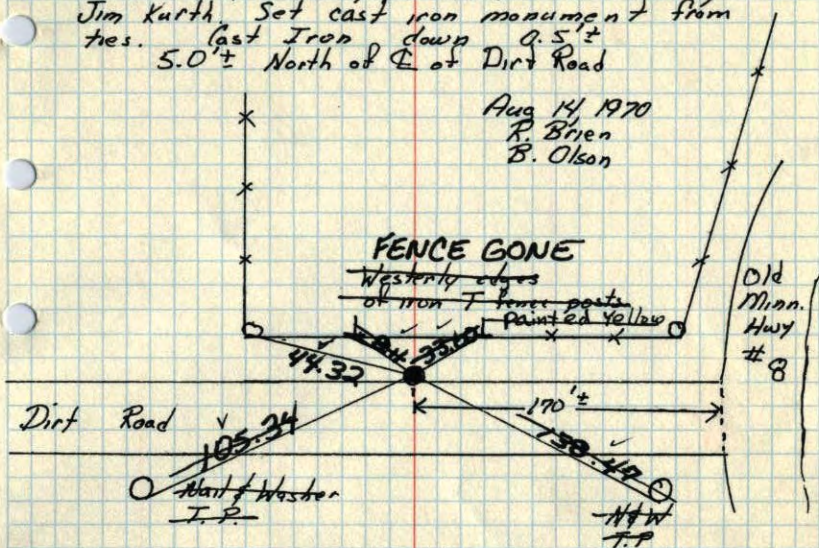 Jim Kurth. Set cast iron monument from
ties. Cast Iron down 0.5'±
5.0'± North of ℄ of Dirt Road
Aug 14 1970
R. Brien
B. Olson
FENCE GONE
Westerly edges
of iron T fence posts
painted yellow
33.60
44.32
Old
Minn.
Hwy
#8
170'±
Dirt Road
105.34
138.47
Nail & Washer
T.P.
N&W
T.P